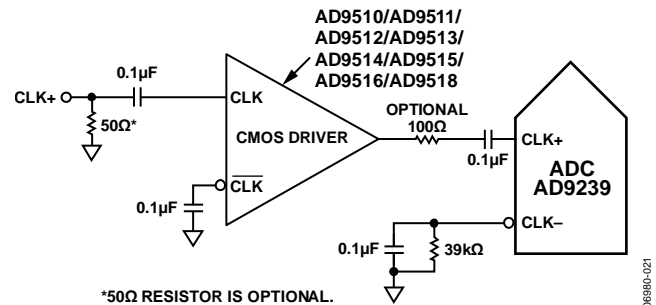 AD9510/AD9511/
AD9512/AD9513/
AD9514/AD9515/
AD9516/AD9518
0.1µF
CLK+
CLK
50Ω*
CMOS DRIVER
OPTIONAL
100Ω
0.1µF
CLK+
ADC
AD9239
CLK
0.1µF
CLK–
0.1µF
39kΩ
*50Ω RESISTOR IS OPTIONAL.
06980-021